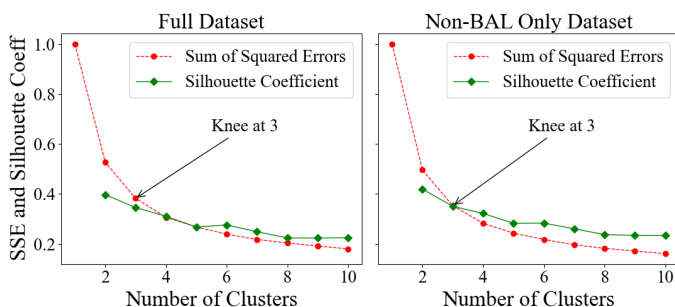 Full Dataset
Non-BAL Only Dataset
SSE and Silhouette Coeff
1.0
0.8
0.6
0.4
0.2
Sum of Squared Errors
Silhouette Coefficient
Knee at 3
2 4 6 8 10
Number of Clusters
Sum of Squared Errors
Silhouette Coefficient
Knee at 3
2 4 6 8 10
Number of Clusters